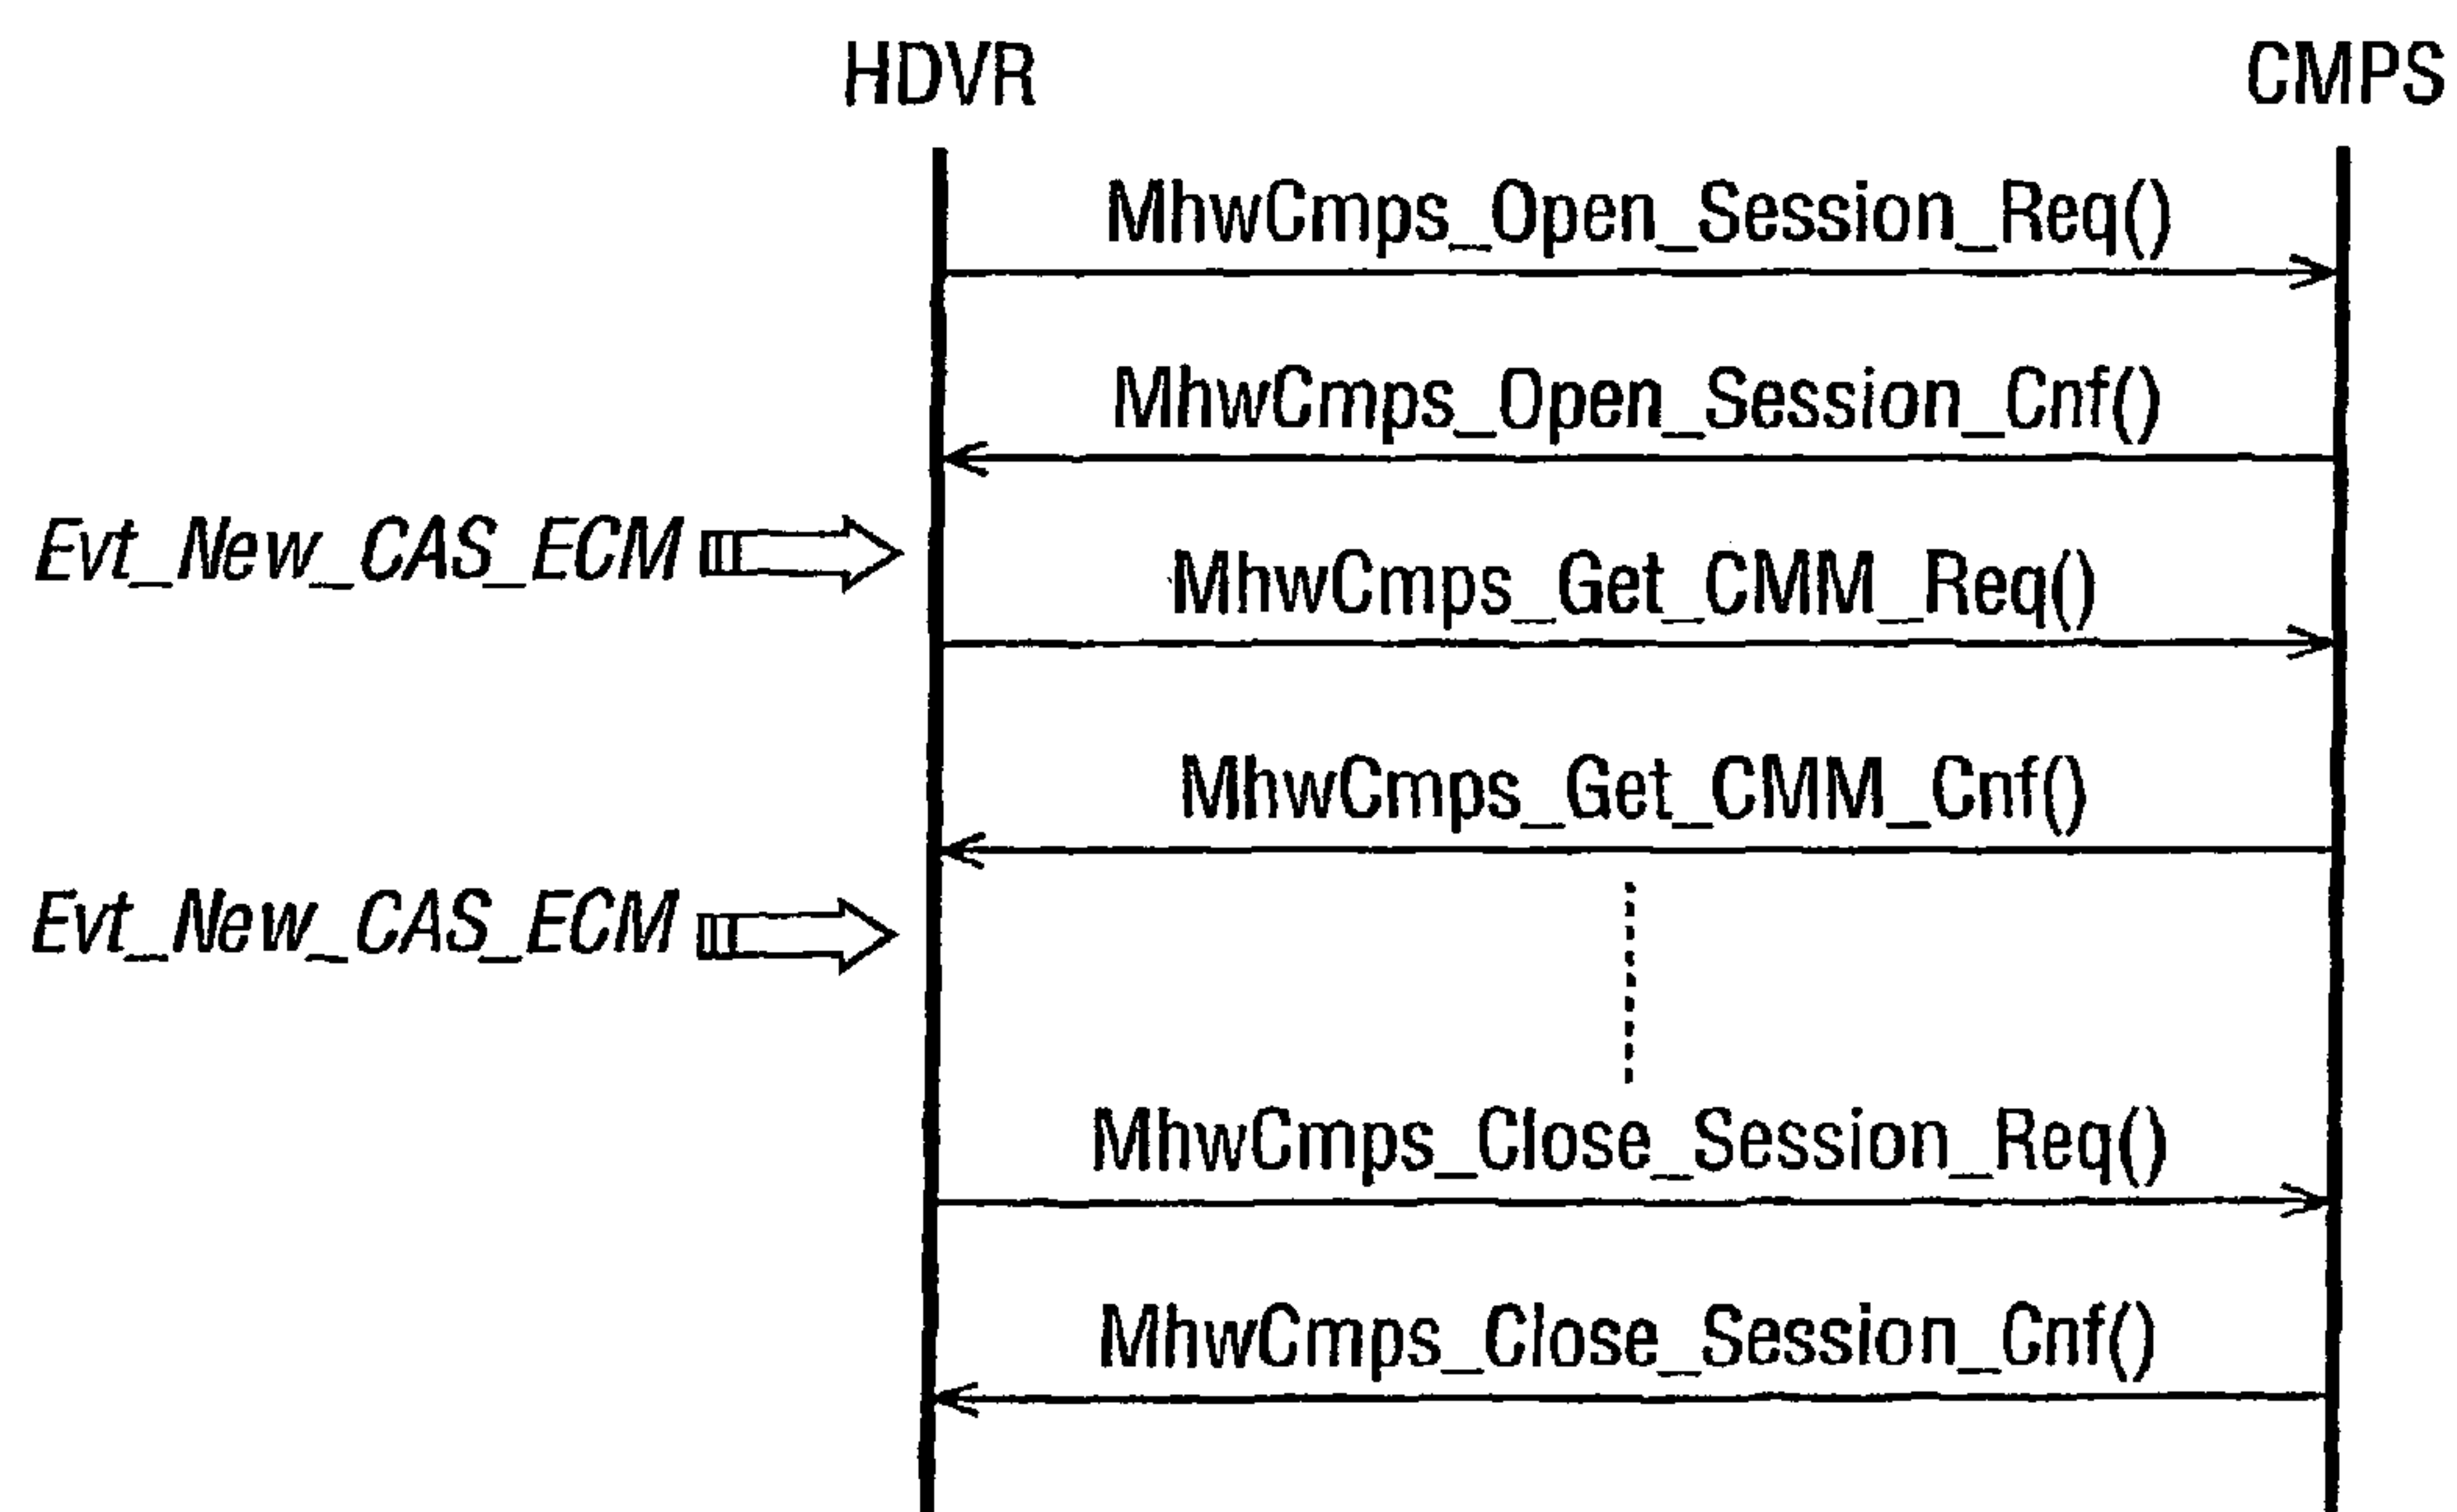 HDVR CMPS
MhwCmps_Open_Session_Req()
MhwCmps_Open_Session_Cnf()
Evt_New_CAS_ECM
MhwCmps_Get_CMM_Req()
MhwCmps_Get_CMM_Cnf()
Evt_New_CAS_ECM
MhwCmps_Close_Session_Req()
MhwCmps_Close_Session_Cnf()